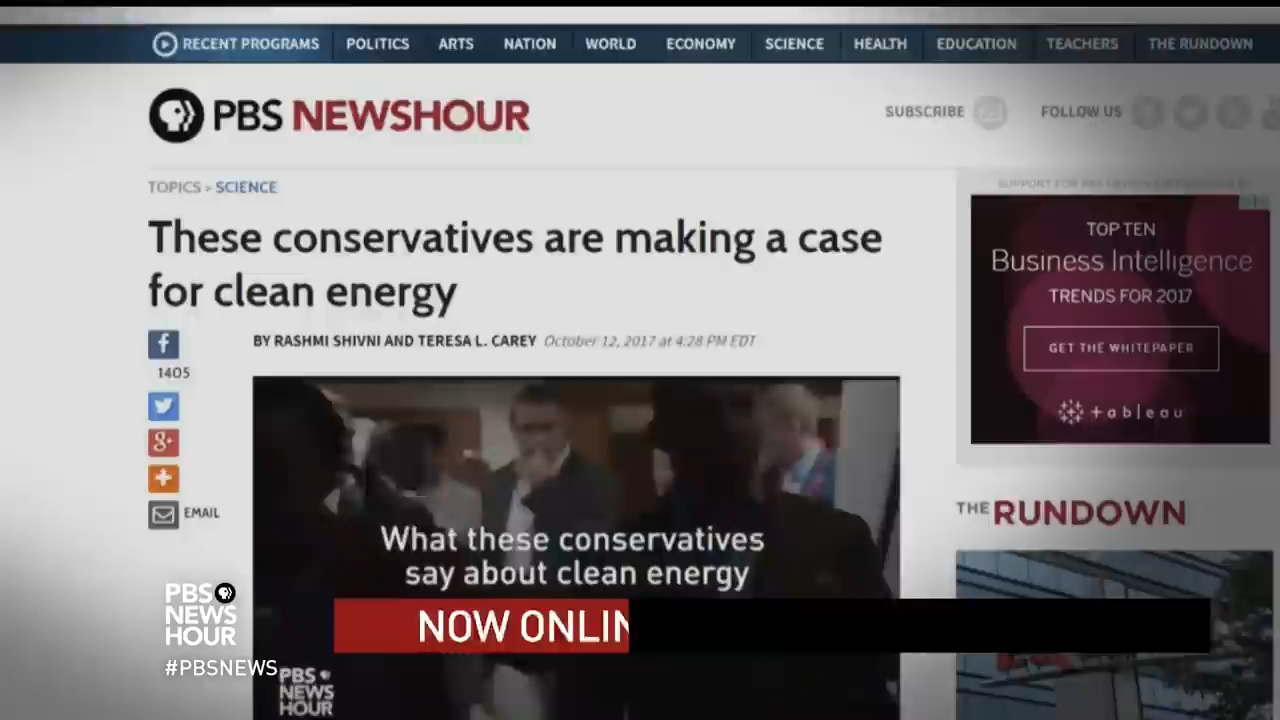 RECENT PROGRAMS POLITICS ARTS NATION WORLD ECONOMY SCIENCE HEALTH EDUCATION TEACHERS THE RUNDOWN
PBS NEWSHOUR
SUBSCRIBE FOLLOW US
TOPICS > SCIENCE
These conservatives are making a case
for clean energy
BY RASHMI SHIVNI AND TERESA L. CAREY October 12, 2017 at 4:28 PM EDT
1405
EMAIL
What these conservatives
say about clean energy
PBS
NEWS
HOUR
TOP TEN
Business Intelligence
TRENDS FOR 2017
GET THE WHITEPAPER
+ a b l e a u
THE RUNDOWN
PBS
NEWS
HOUR
#PBSNEWS
NOW ONLIN